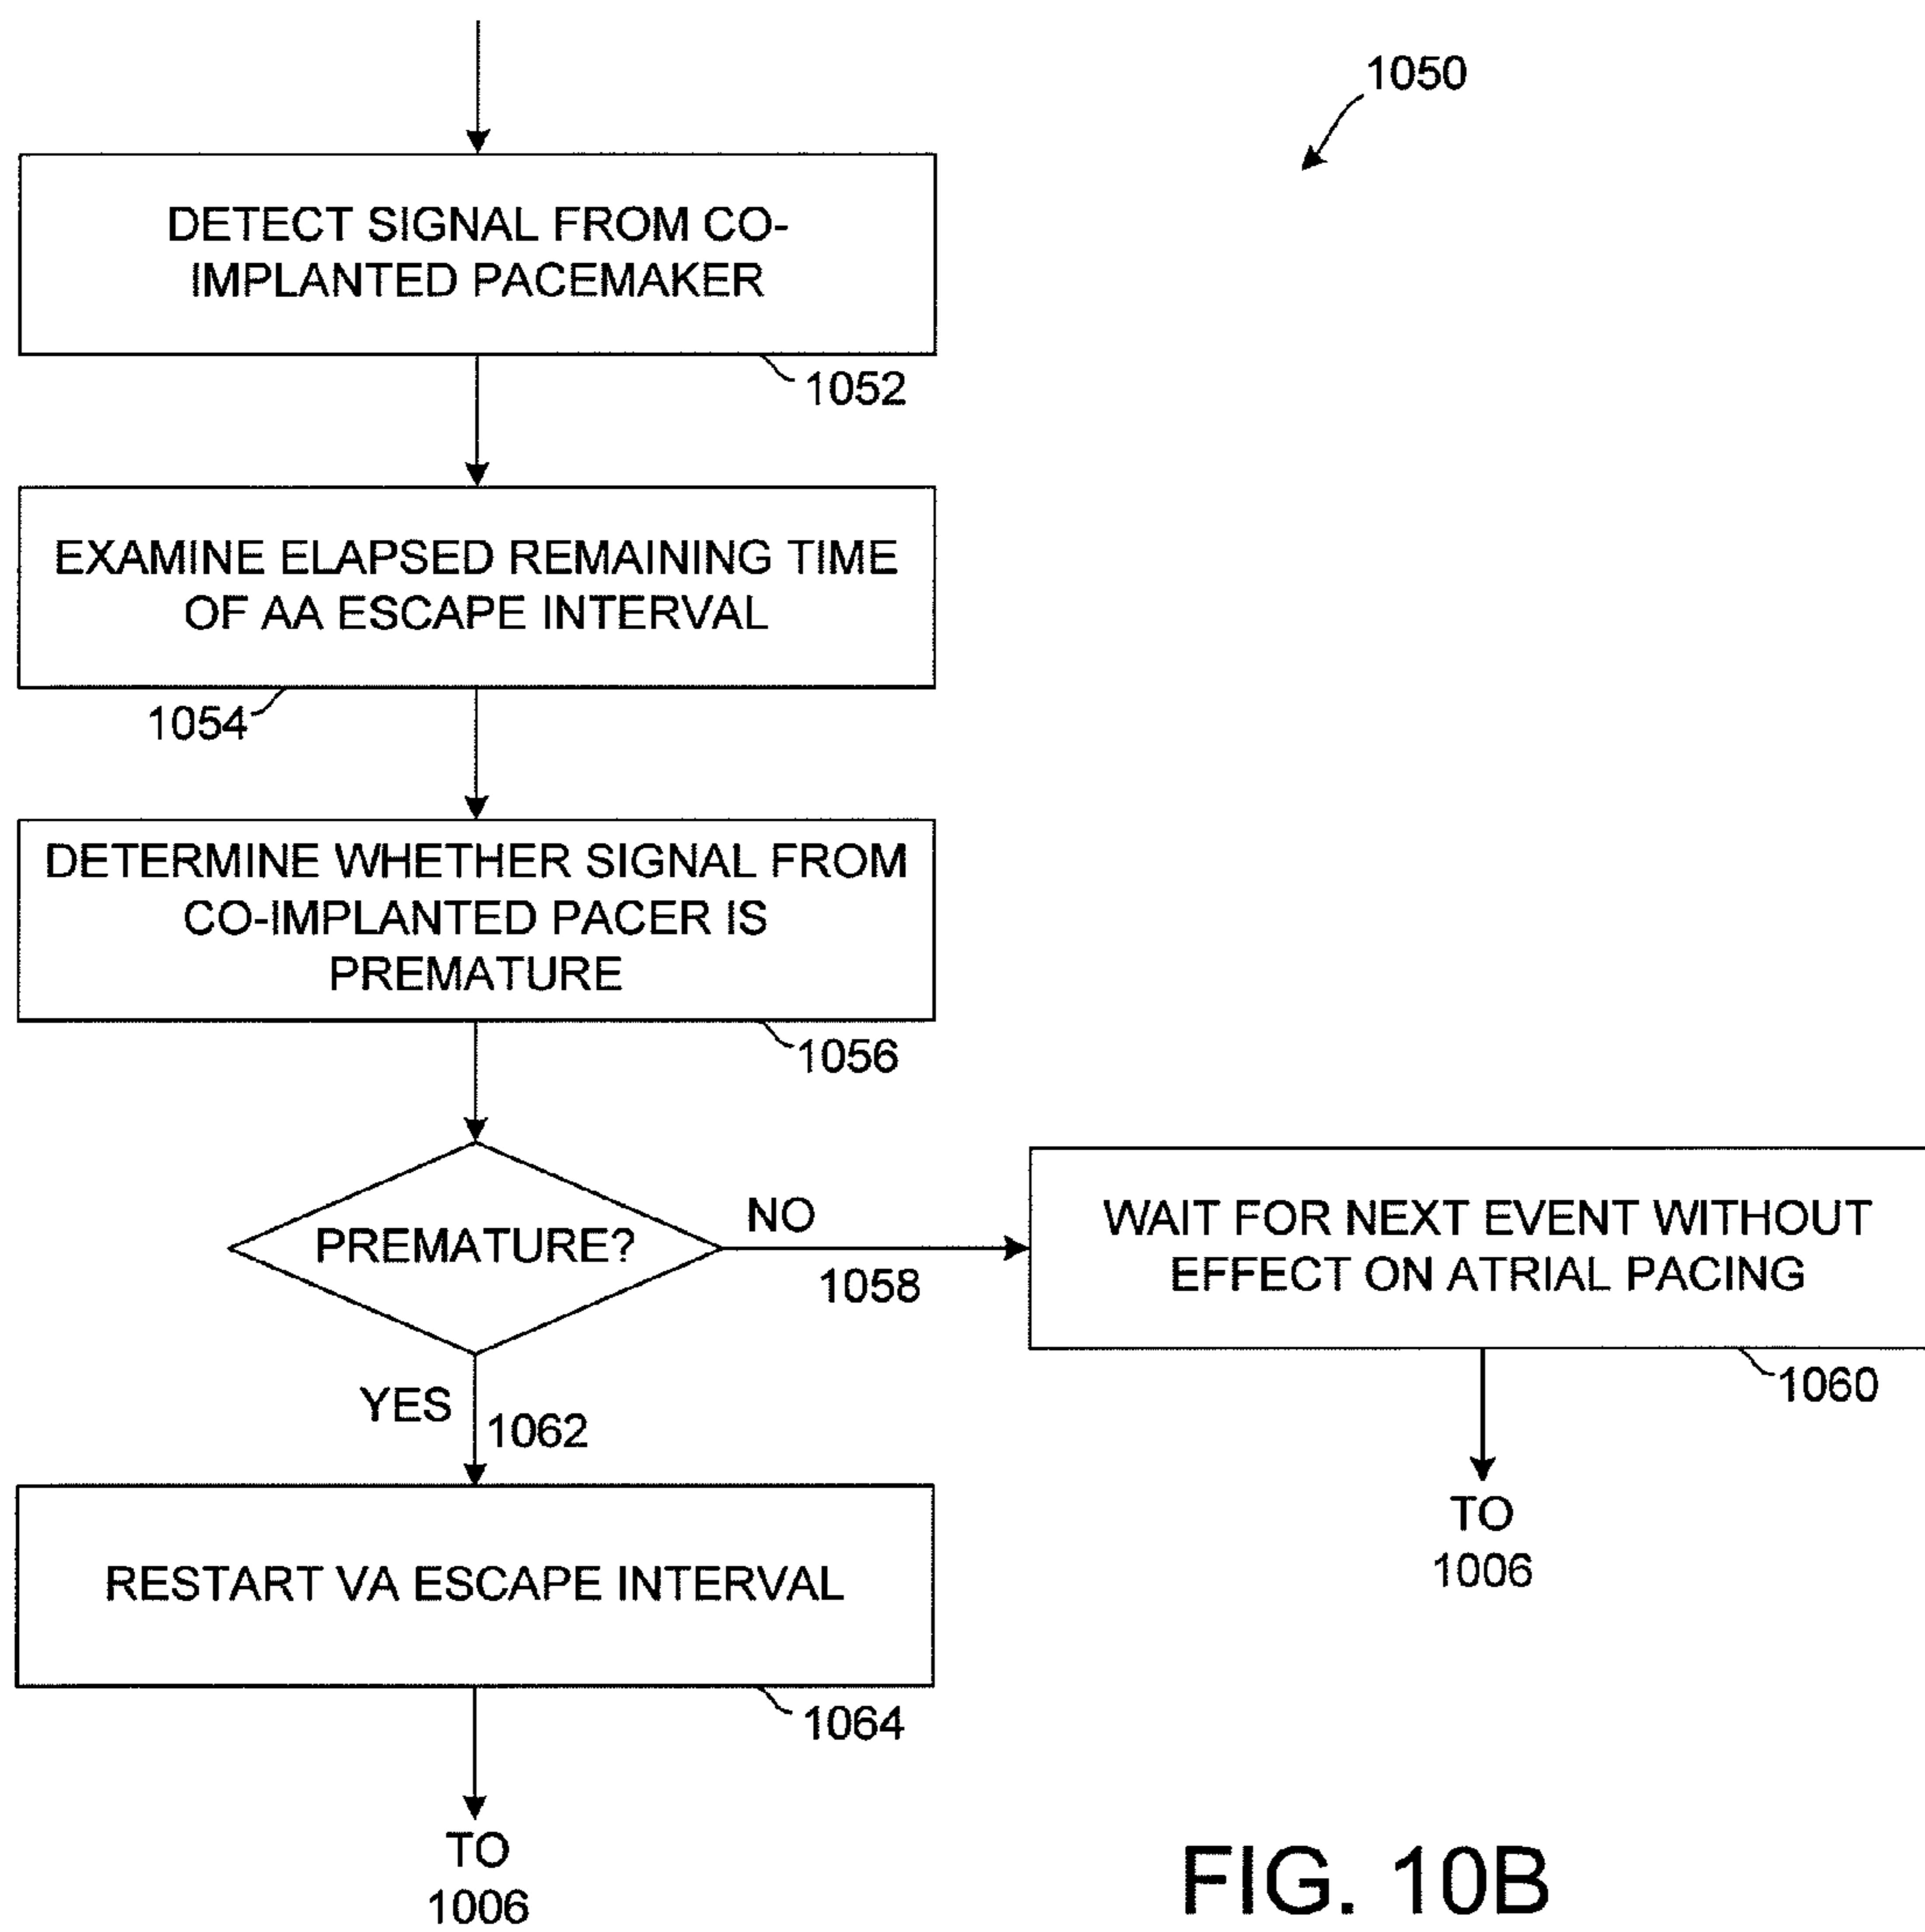 1050
DETECT SIGNAL FROM CO-
IMPLANTED PACEMAKER
1052
EXAMINE ELAPSED REMAINING TIME
OF AA ESCAPE INTERVAL
1054
DETERMINE WHETHER SIGNAL FROM
CO-IMPLANTED PACER IS
PREMATURE
1056
PREMATURE?
NO
1058
WAIT FOR NEXT EVENT WITHOUT
EFFECT ON ATRIAL PACING
1060
TO
1006
YES
1062
RESTART VA ESCAPE INTERVAL
1064
TO
1006
FIG. 10B